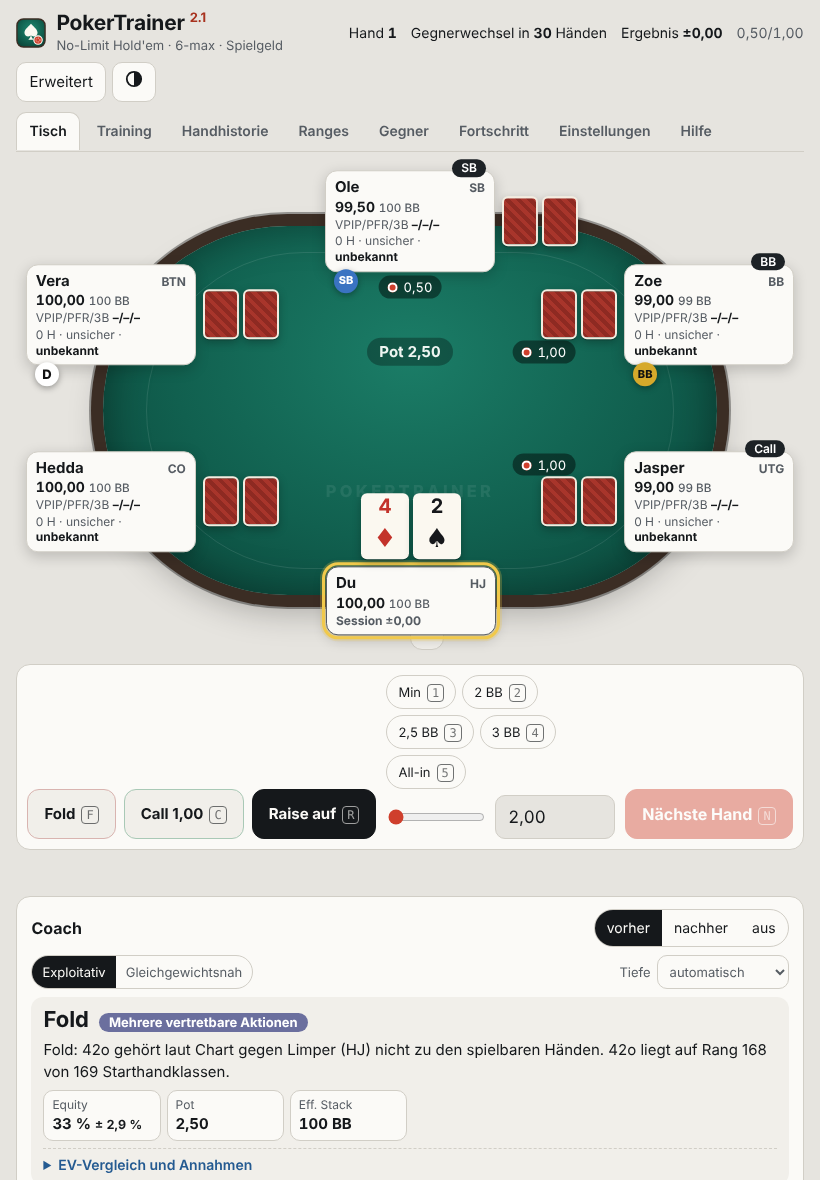 PokerTrainer 2.1
No-Limit Hold'em · 6-max · Spielgeld
Hand 1 Gegnerwechsel in 30 Händen Ergebnis ±0,00 0,50/1,00
Erweitert
Tisch Training Handhistorie Ranges Gegner Fortschritt Einstellungen Hilfe
SB
Ole SB
99,50 100 BB
VPIP/PFR/3B –/–/–
0 H · unsicher ·
unbekannt
SB
0,50
Vera BTN
100,00 100 BB
VPIP/PFR/3B –/–/–
0 H · unsicher ·
unbekannt
D
BB
Zoe BB
99,00 99 BB
VPIP/PFR/3B –/–/–
0 H · unsicher ·
unbekannt
BB
Pot 2,50
1,00
Hedda CO
100,00 100 BB
VPIP/PFR/3B –/–/–
0 H · unsicher ·
unbekannt
Call
Jasper UTG
99,00 99 BB
VPIP/PFR/3B –/–/–
0 H · unsicher ·
unbekannt
1,00
POKERTRAINER
4♦ 2♠
Du HJ
100,00 100 BB
Session ±0,00
Min 1 2 BB 2
2,5 BB 3 3 BB 4
All-in 5
Fold F Call 1,00 C Raise auf R 2,00 Nächste Hand N
Coach vorher nachher aus
Exploitativ Gleichgewichtsnah Tiefe automatisch
Fold Mehrere vertretbare Aktionen
Fold: 42o gehört laut Chart gegen Limper (HJ) nicht zu den spielbaren Händen. 42o liegt auf Rang 168
von 169 Starthandklassen.
Equity Pot Eff. Stack
33 % ± 2,9 % 2,50 100 BB
EV-Vergleich und Annahmen